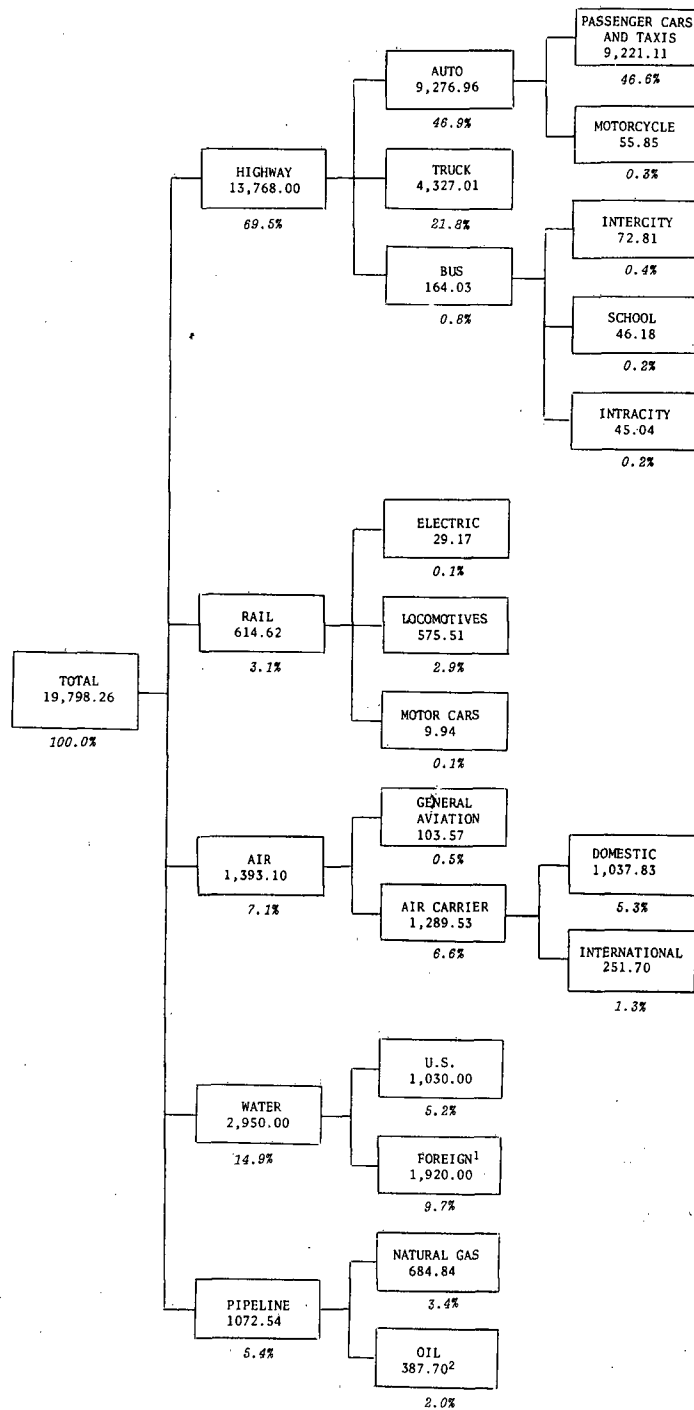 PASSENGER CARS
AND TAXIS
9,221.11
46.6%
AUTO
9,276.96
46.9%
MOTORCYCLE
55.85
0.3%
HIGHWAY
13,768.00
69.5%
TRUCK
4,327.01
21.8%
INTERCITY
72.81
0.4%
BUS
164.03
0.8%
SCHOOL
46.18
0.2%
INTRACITY
45.04
0.2%
ELECTRIC
29.17
0.1%
RAIL
614.62
3.1%
LOCOMOTIVES
575.51
2.9%
TOTAL
19,798.26
100.0%
MOTOR CARS
9.94
0.1%
GENERAL
AVIATION
103.57
0.5%
AIR
1,393.10
7.1%
DOMESTIC
1,037.83
5.3%
AIR CARRIER
1,289.53
6.6%
INTERNATIONAL
251.70
1.3%
U.S.
1,030.00
5.2%
WATER
2,950.00
14.9%
FOREIGN¹
1,920.00
9.7%
NATURAL GAS
684.84
3.4%
PIPELINE
1072.54
5.4%
OIL
387.70²
2.0%